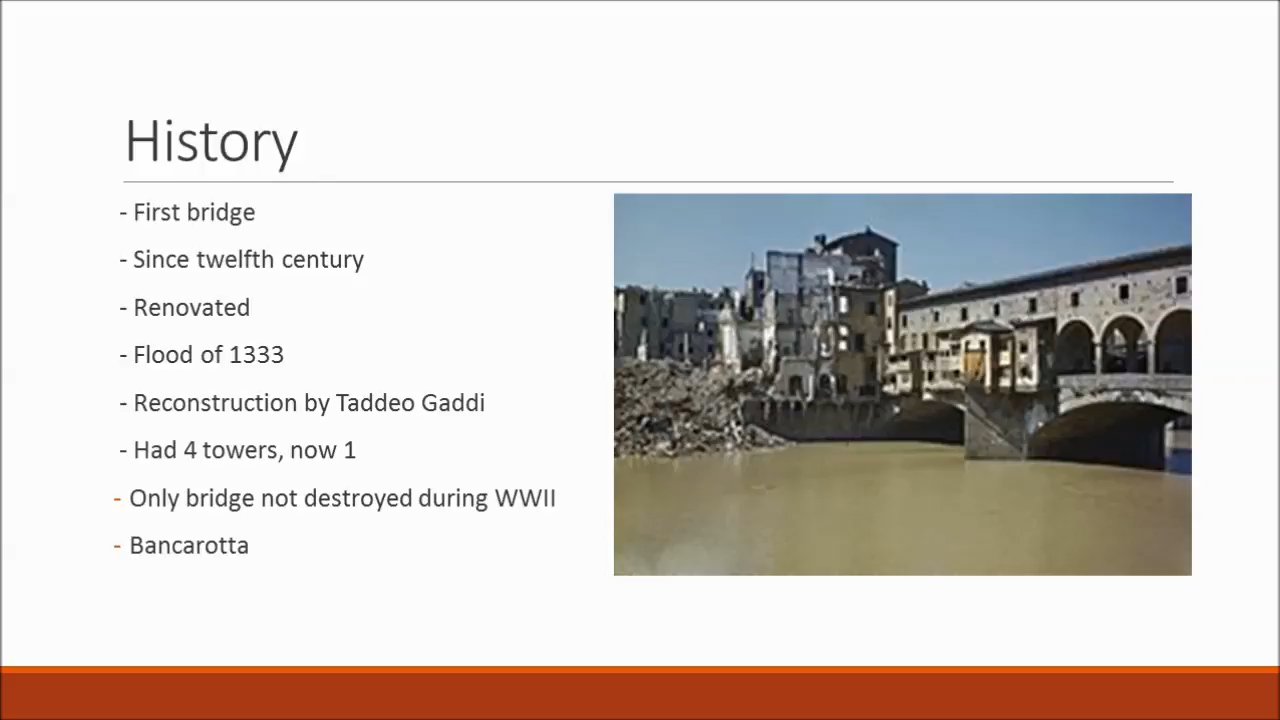 History
- First bridge
- Since twelfth century
- Renovated
- Flood of 1333
- Reconstruction by Taddeo Gaddi
- Had 4 towers, now 1
- Only bridge not destroyed during WWII
- Bancarotta